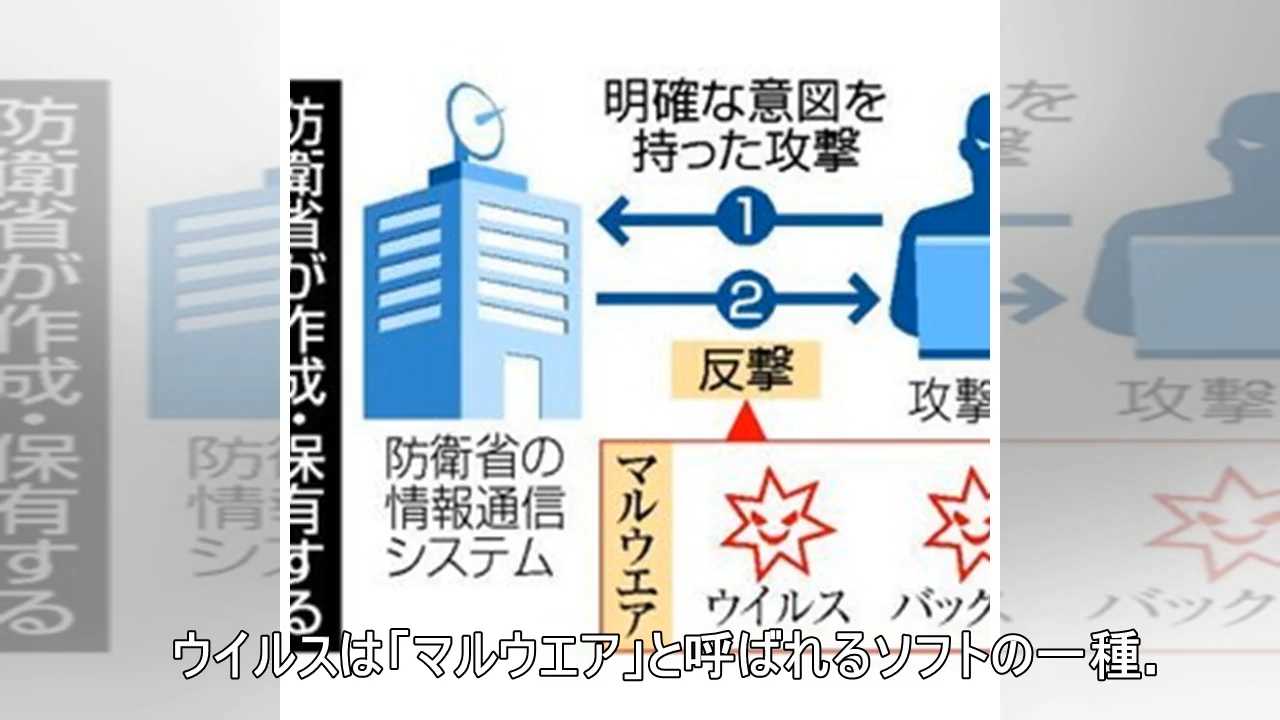 防衛省が作成・保有する
明確な意図を
持った攻撃
1
2
反撃
攻撃
防衛省の
情報通信
システム
マルウエア
ウイルス
バック
ウイルスは「マルウエア」と呼ばれるソフトの一種.